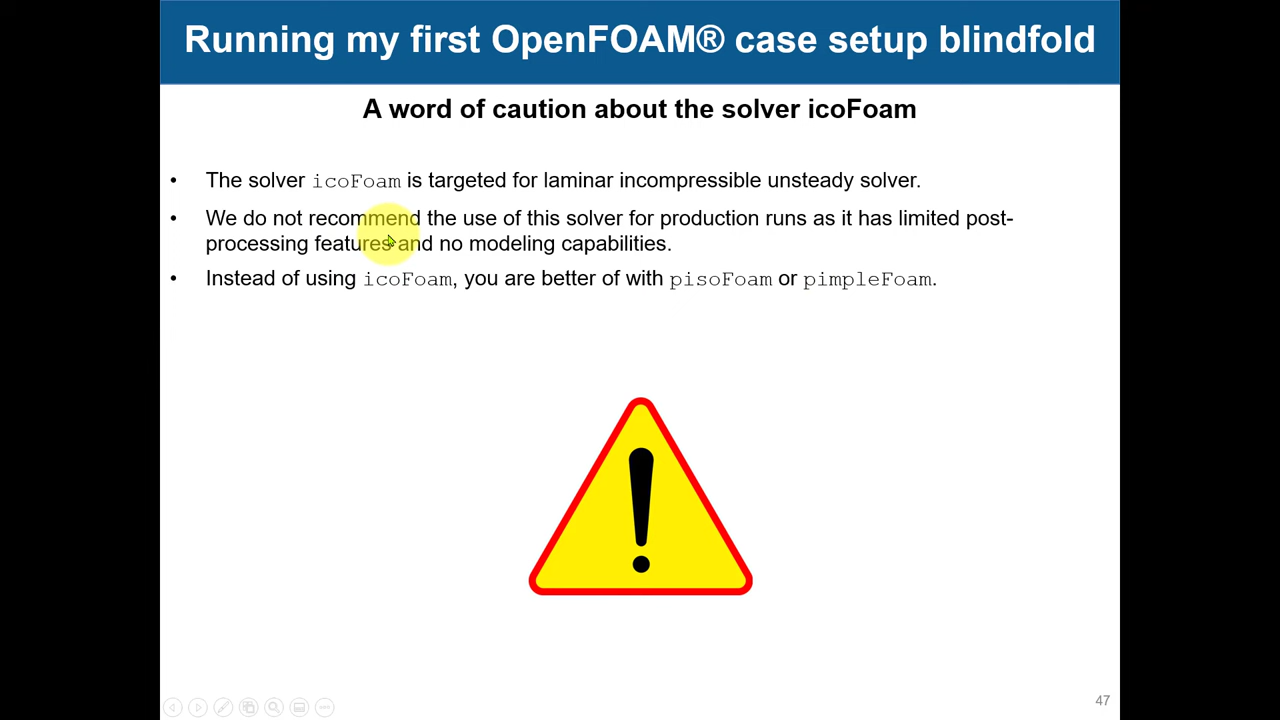 Running my first OpenFOAM® case setup blindfold
A word of caution about the solver icoFoam
• The solver icoFoam is targeted for laminar incompressible unsteady solver.
• We do not recommend the use of this solver for production runs as it has limited post-
processing features and no modeling capabilities.
• Instead of using icoFoam, you are better of with pisoFoam or pimpleFoam.
47